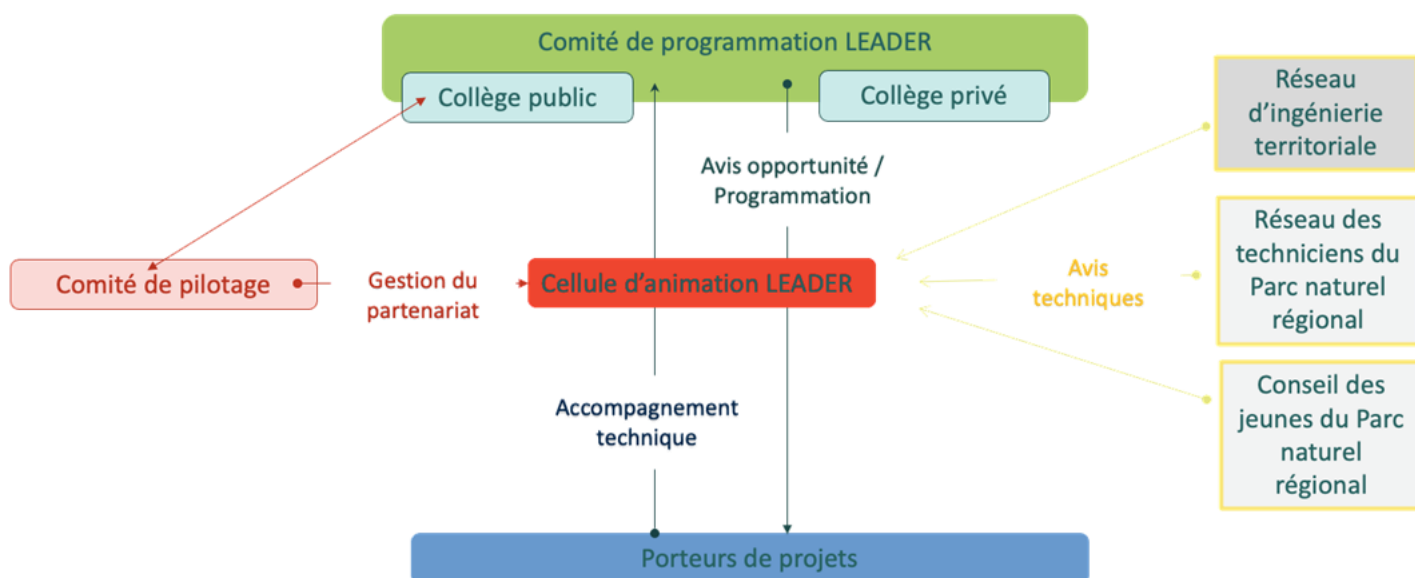 Comité de programmation LEADER
Collège public
Collège privé
Réseau
d’ingénierie
territoriale
Avis opportunité /
Programmation
Réseau des
techniciens du
Parc naturel
régional
Comité de pilotage
Gestion du
partenariat
Cellule d’animation LEADER
Avis
techniques
Conseil des
jeunes du Parc
naturel
régional
Accompagnement
technique
Porteurs de projets